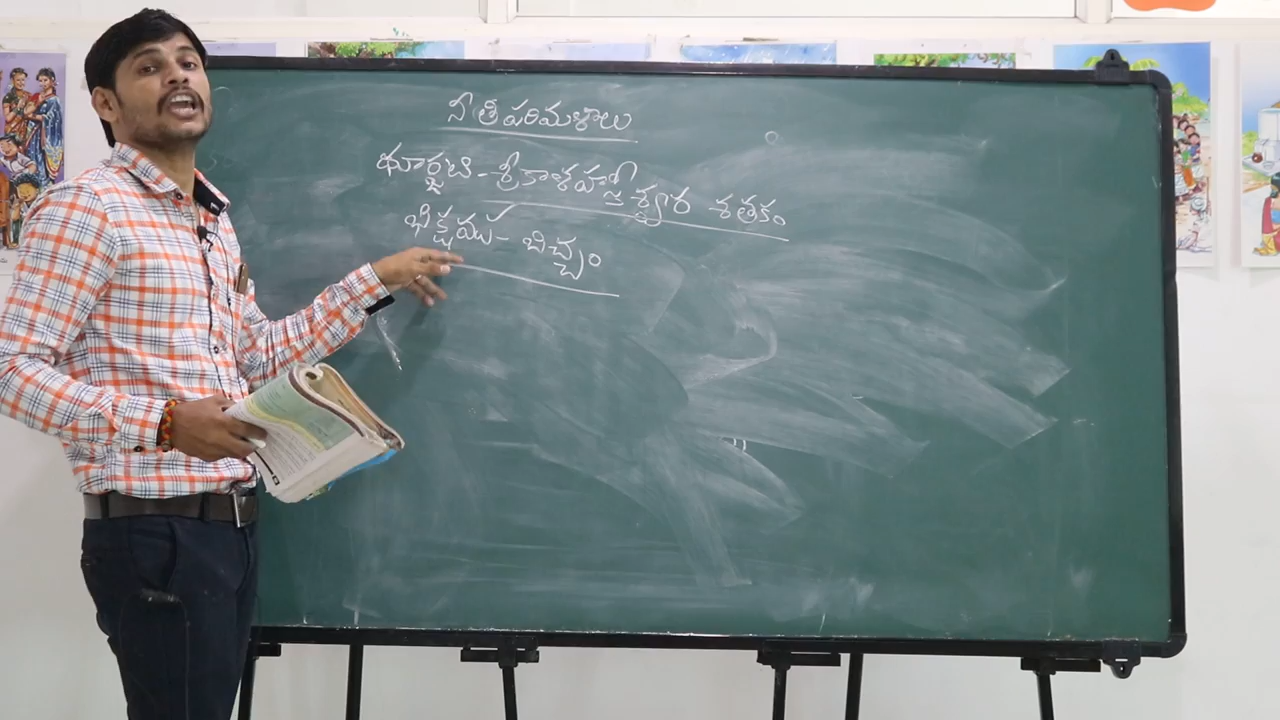 నీతి పరిమళాలు
ధూర్జటి - శ్రీకాళహస్తీశ్వర శతకం
భిక్షము - బిచ్చం